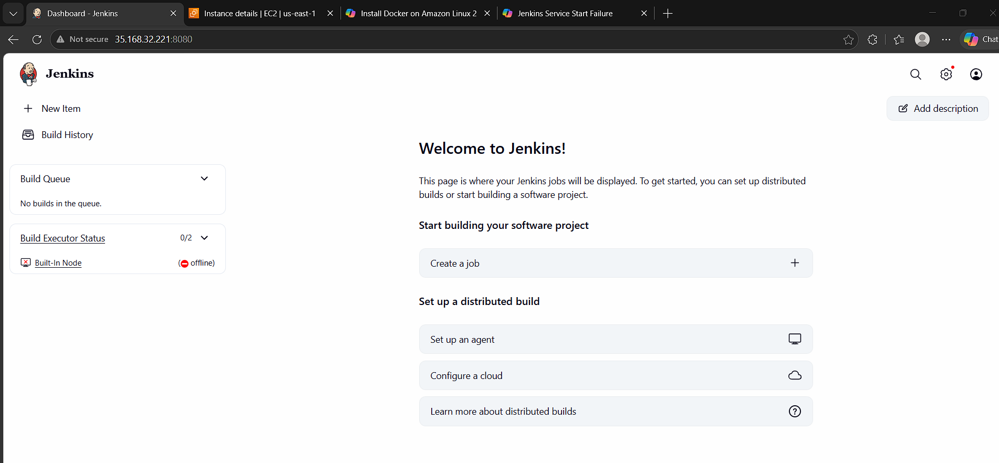 Dashboard - Jenkins
Instance details | EC2 | us-east-1
Install Docker on Amazon Linux 2
Jenkins Service Start Failure
Not secure 35.168.32.221:8080
Chat
Jenkins
New Item
Add description
Build History
Welcome to Jenkins!
This page is where your Jenkins jobs will be displayed. To get started, you can set up distributed
builds or start building a software project.
Build Queue
No builds in the queue.
Start building your software project
Build Executor Status 0/2
Built-In Node (offline)
Create a job
Set up a distributed build
Set up an agent
Configure a cloud
Learn more about distributed builds